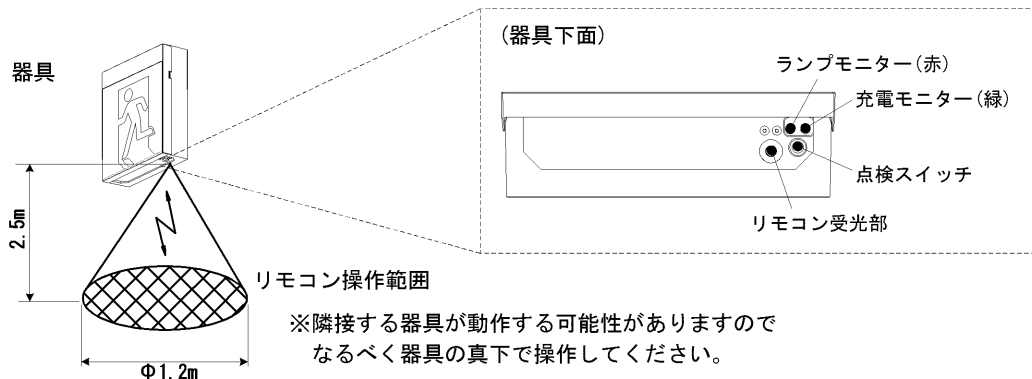 器具
2.5m
Φ1.2m
リモコン操作範囲
(器具下面)
ランプモニター(赤)
充電モニター(緑)
点検スイッチ
リモコン受光部
※隣接する器具が動作する可能性がありますので
なるべく器具の真下で操作してください。